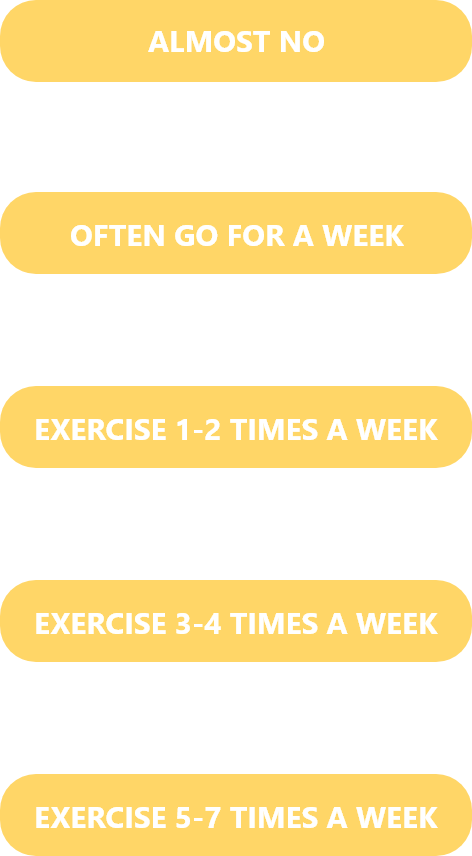 ALMOST NO
OFTEN GO FOR A WEEK
EXERCISE 1-2 TIMES A WEEK
EXERCISE 3-4 TIMES A WEEK
EXERCISE 5-7 TIMES A WEEK